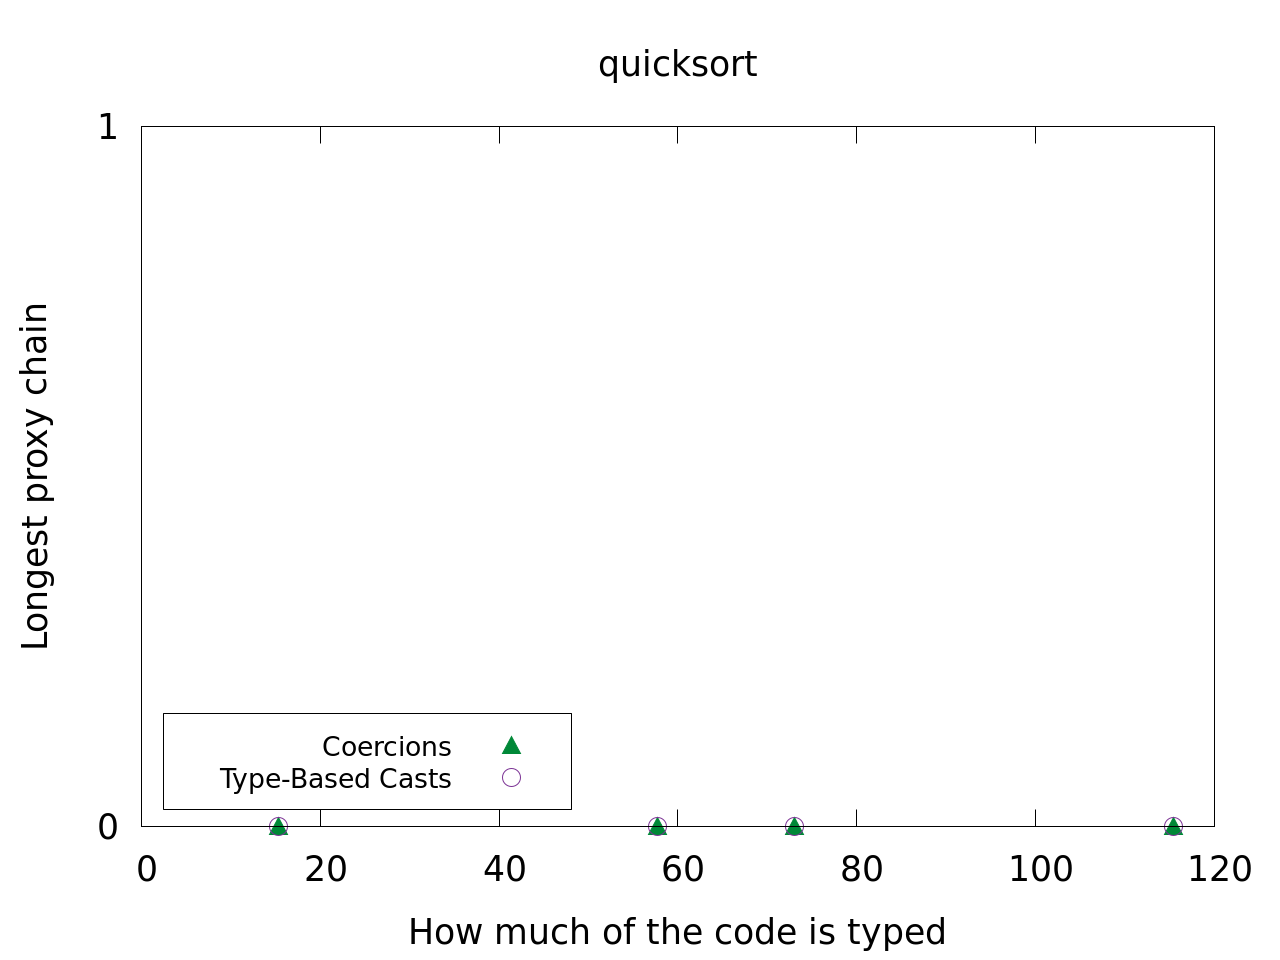 quicksort
1
Longest proxy chain
Coercions
Type-Based Casts
0
0 20 40 60 80 100 120
How much of the code is typed